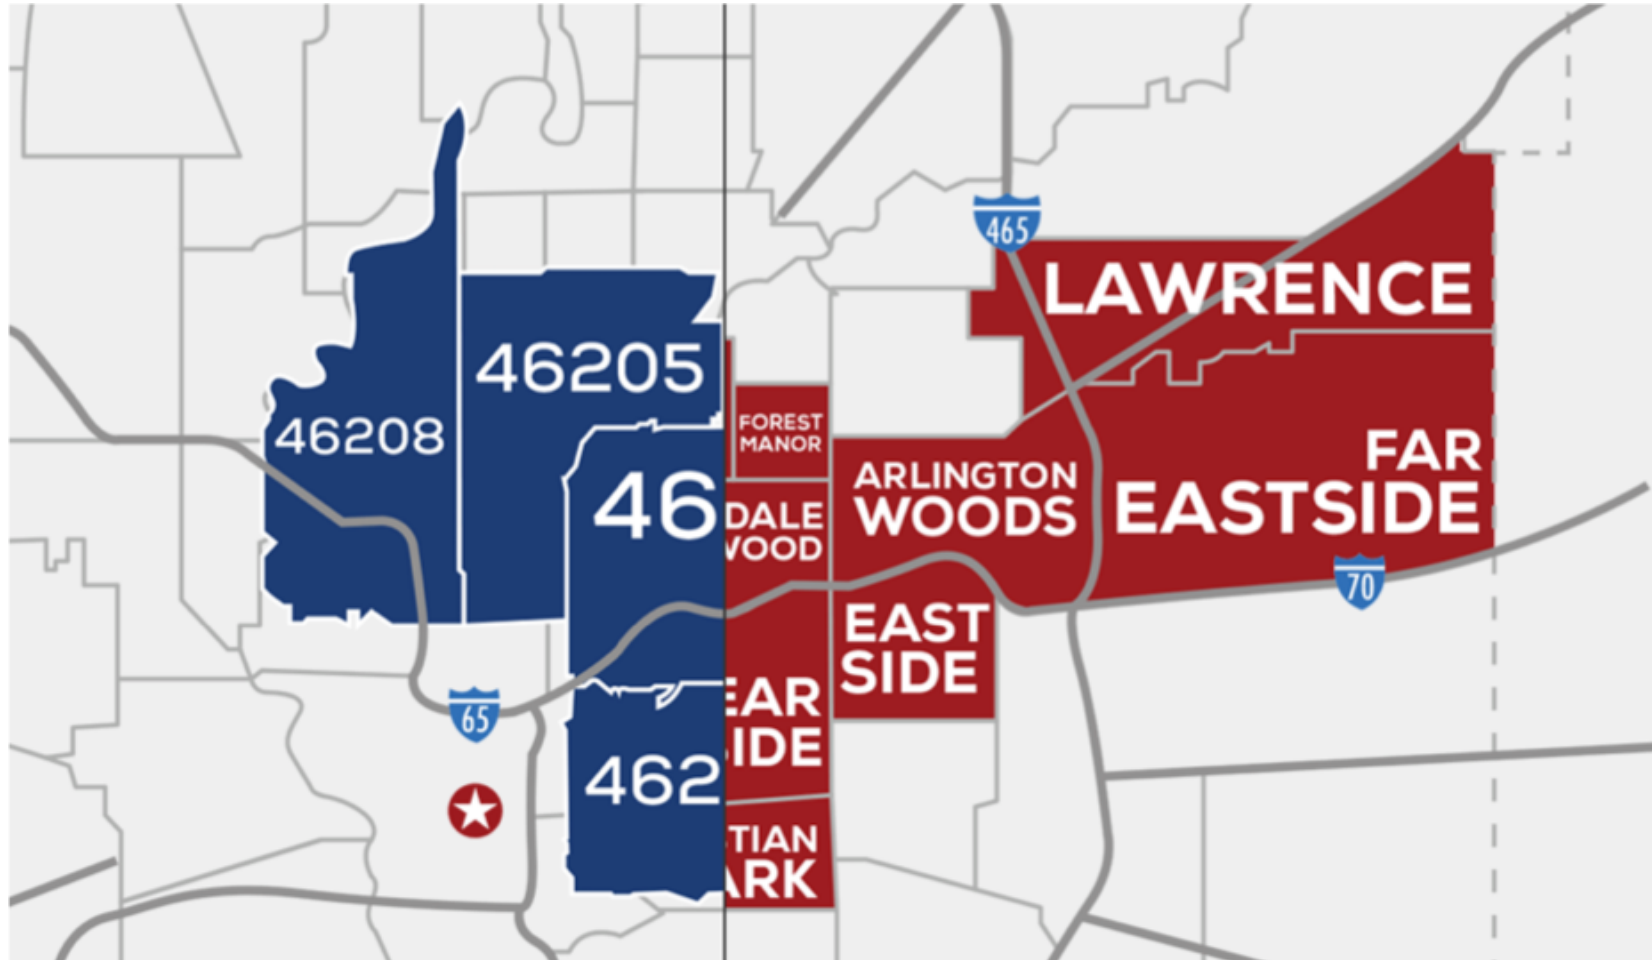 46205
46208
46
462
65
465
LAWRENCE
FOREST
MANOR
DALE
WOOD
ARLINGTON
WOODS
FAR
EASTSIDE
70
EAST
SIDE
EAR
SIDE
TIAN
ARK